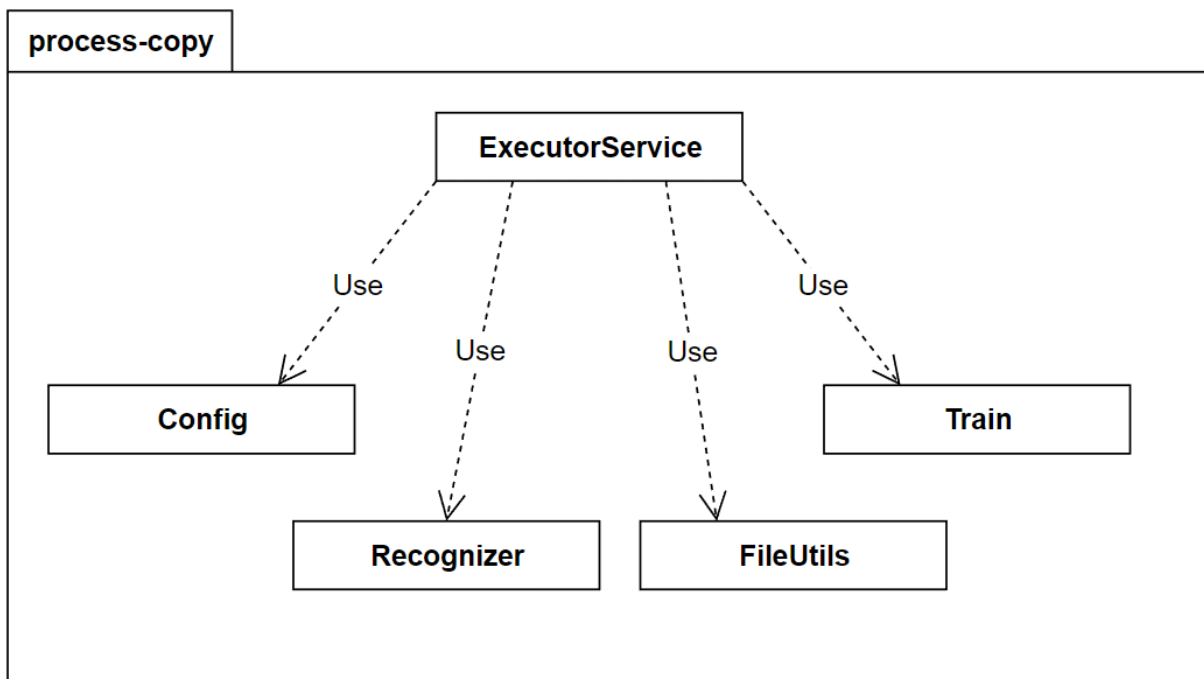 process-copy
ExecutorService
Use
Use
Use
Use
Config
Train
Recognizer
FileUtils